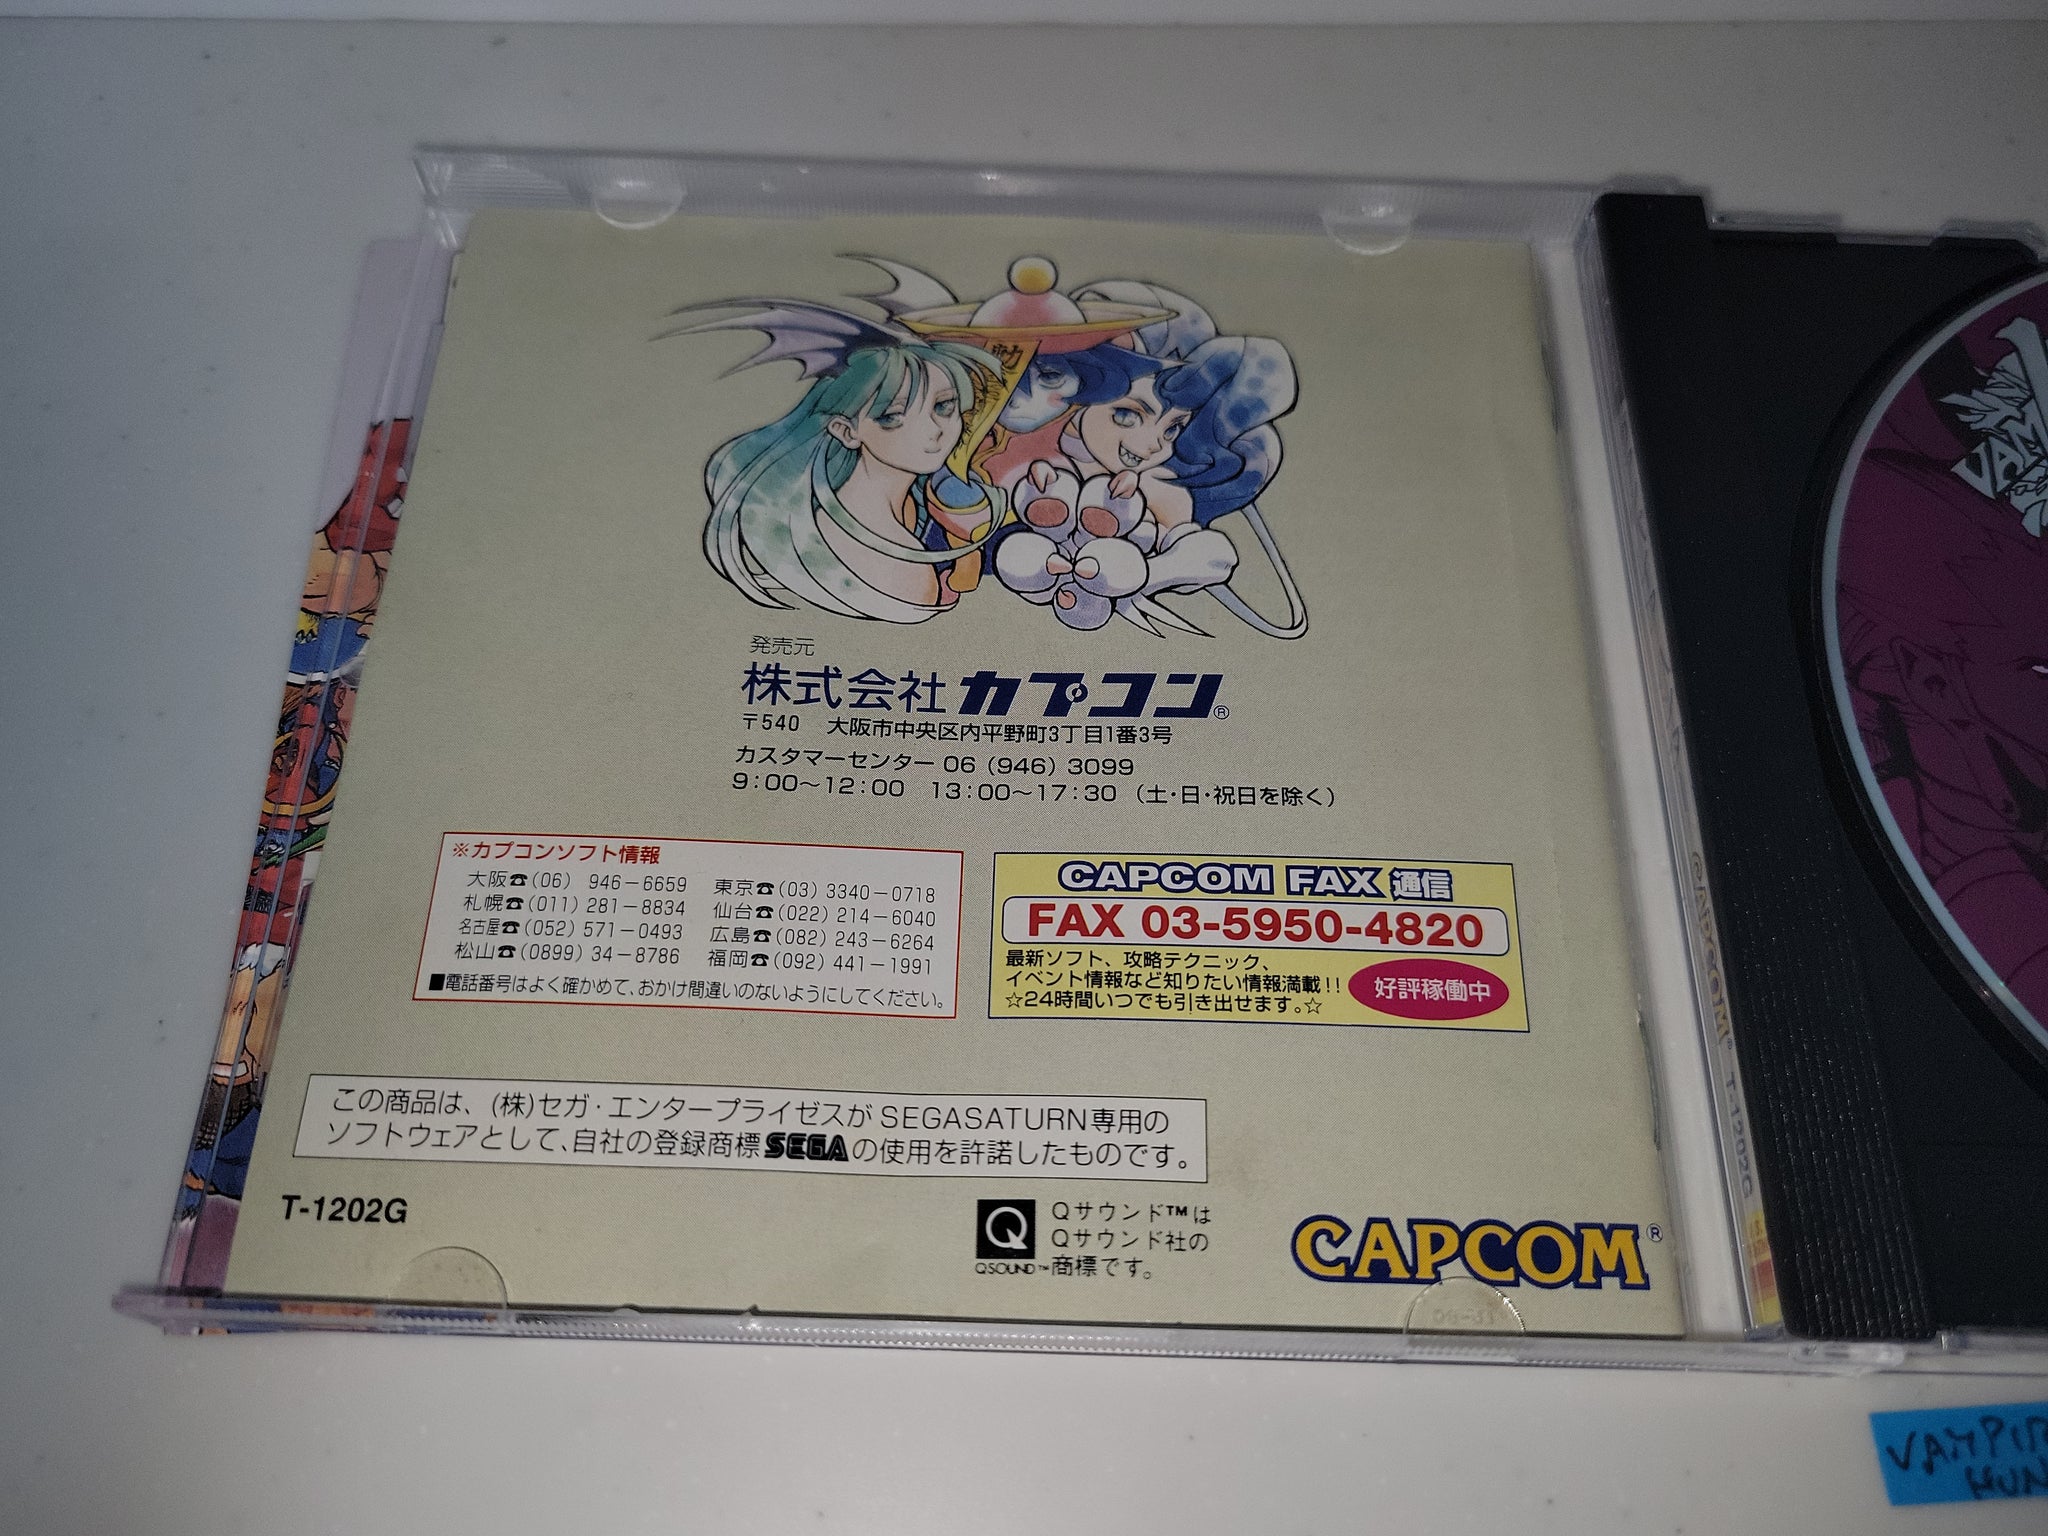 発売元
株式会社カプコン®
〒540 大阪市中央区内平野町3丁目1番3号
カスタマーセンター 06 (946) 3099
9:00〜12:00 13:00〜17:30 (土・日・祝日を除く)
※カプコンソフト情報
大阪☎(06) 946−6659 東京☎(03) 3340−0718
札幌☎(011) 281−8834 仙台☎(022) 214−6040
名古屋☎(052) 571−0493 広島☎(082) 243−6264
松山☎(0899) 34−8786 福岡☎(092) 441−1991
■電話番号はよく確かめて、おかけ間違いのないようにしてください。
CAPCOM FAX 通信
FAX 03-5950-4820
最新ソフト、攻略テクニック、
イベント情報など知りたい情報満載!!
☆24時間いつでも引き出せます。☆
好評稼働中
この商品は、(株)セガ・エンタープライゼスが SEGASATURN専用の
ソフトウェアとして、自社の登録商標SEGAの使用を許諾したものです。
T-1202G
Q
QSOUND™
Qサウンド™は
Qサウンド社の
商標です。
CAPCOM®
CAPCOM® T-1202G
VAM
VAMPIR
HUN